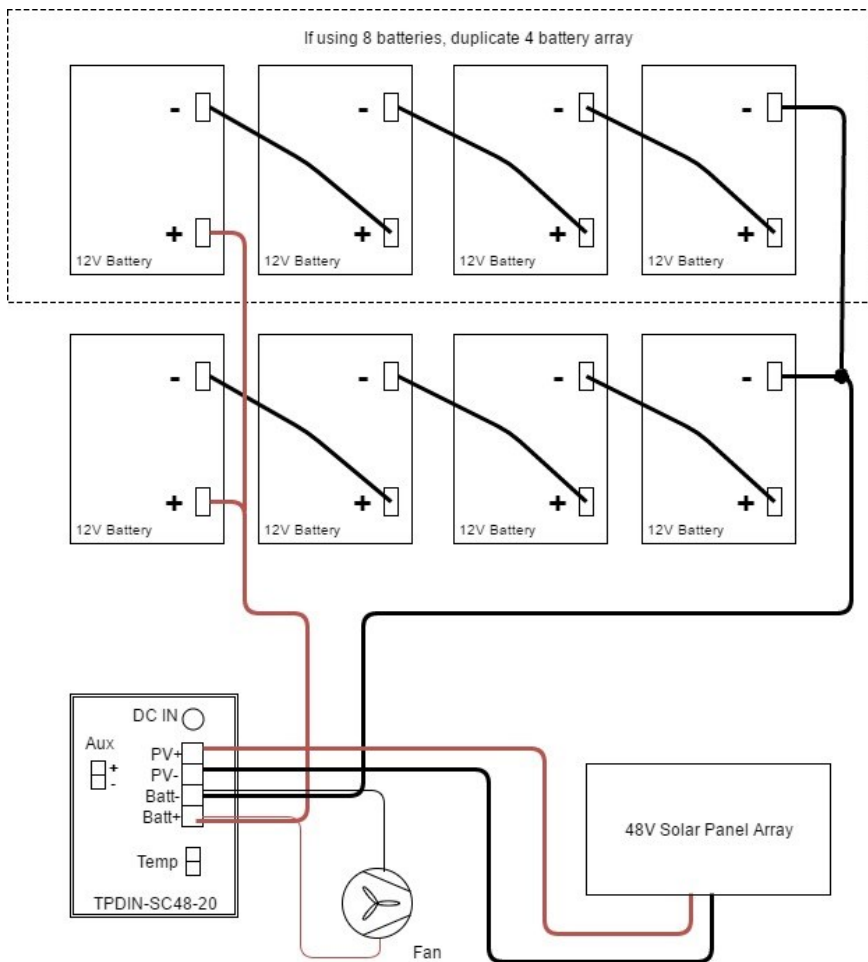 If using 8 batteries, duplicate 4 battery array
- - - -
+ + + +
12V Battery 12V Battery 12V Battery 12V Battery
- - - -
+ + + +
12V Battery 12V Battery 12V Battery 12V Battery
DC IN
Aux
+
-
PV+
PV-
Batt-
Batt+
Temp
TPDIN-SC48-20
48V Solar Panel Array
Fan